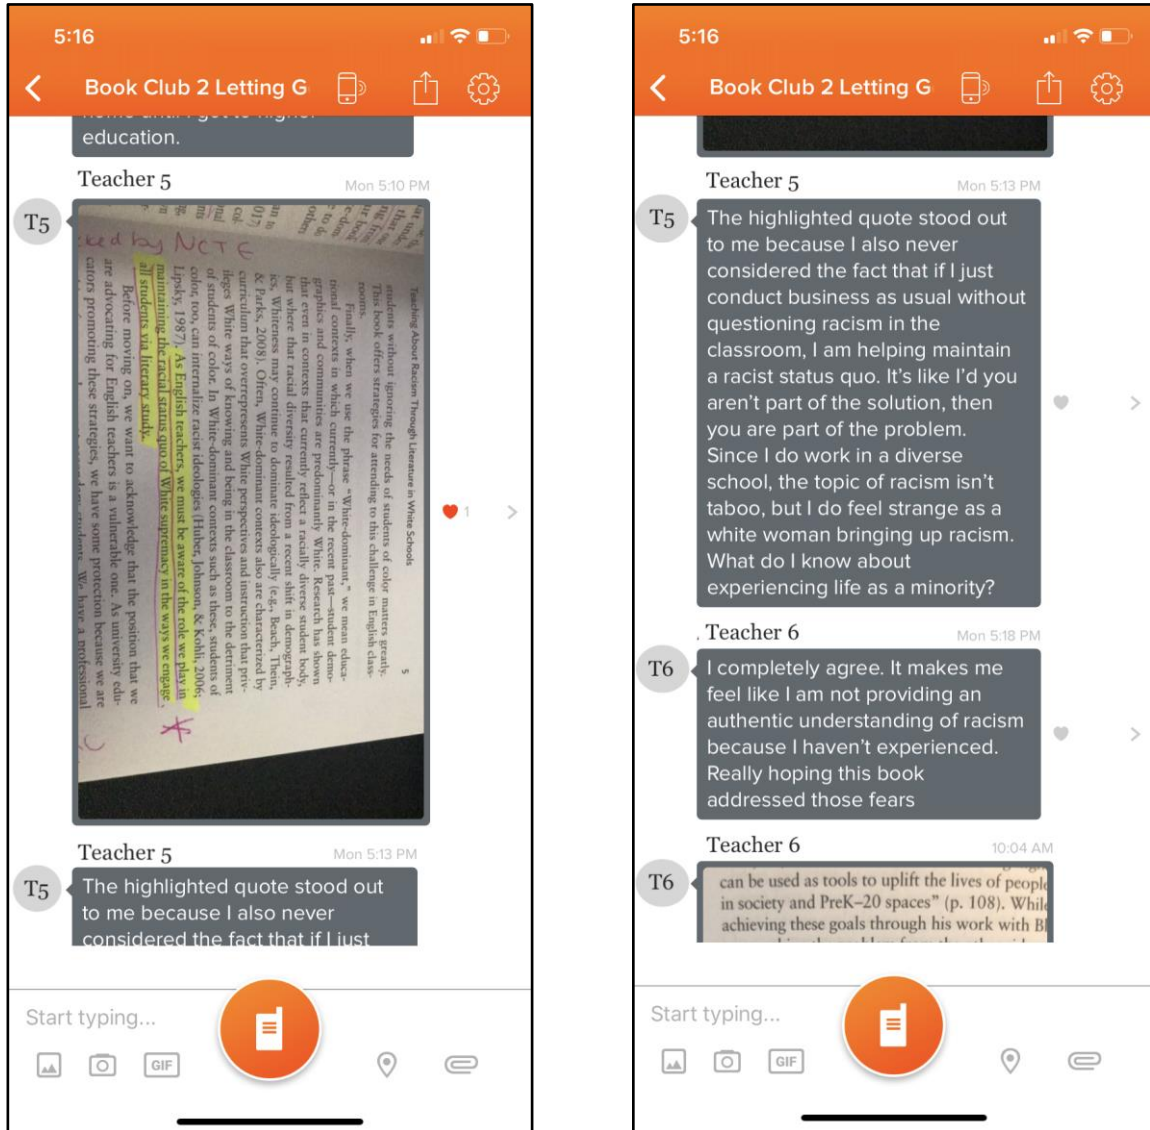 5:16
Book Club 2 Letting G
education.
Teacher 5
Mon 5:10 PM
T5
Teaching About Racism Through Literature in White Schools
5
students without ignoring the needs of students of color matters greatly.
This book offers strategies for attending to this challenge in English class-
rooms.
Finally, when we use the phrase “White-dominant,” we mean educa-
tional contexts in which currently—or in the recent past—student demo-
graphics and communities are predominantly White. Research has shown
that even in contexts that currently reflect a racially diverse student body,
but where that racial diversity resulted from a recent shift in demograph-
ics, Whiteness may continue to dominate ideologically (e.g., Beach, Thein,
& Parks, 2008). Often, White-dominant contexts also are characterized by
curriculum that overrepresents White perspectives and instruction that priv-
ileges White ways of knowing and being in the classroom to the detriment
of students of color. In White-dominant contexts such as these, students of
color, too, can internalize racist ideologies (Huber, Johnson, & Kohli, 2006;
Lipsky, 1987). As English teachers, we must be aware of the role we play in
maintaining the racial status quo of White supremacy in the ways we engage
all students via literary study.
Before moving on, we want to acknowledge that the position that we
are advocating for English teachers is a vulnerable one. As university edu-
cators promoting these strategies, we have some protection because we are
We have a professional
by NCTE
1
Teacher 5
Mon 5:13 PM
T5
The highlighted quote stood out
to me because I also never
considered the fact that if I just
Start typing...
GIF
5:16
Book Club 2 Letting G
Teacher 5
Mon 5:13 PM
T5
The highlighted quote stood out
to me because I also never
considered the fact that if I just
conduct business as usual without
questioning racism in the
classroom, I am helping maintain
a racist status quo. It’s like I’d you
aren’t part of the solution, then
you are part of the problem.
Since I do work in a diverse
school, the topic of racism isn’t
taboo, but I do feel strange as a
white woman bringing up racism.
What do I know about
experiencing life as a minority?
Teacher 6
Mon 5:18 PM
T6
I completely agree. It makes me
feel like I am not providing an
authentic understanding of racism
because I haven’t experienced.
Really hoping this book
addressed those fears
Teacher 6
10:04 AM
T6
can be used as tools to uplift the lives of people
in society and PreK–20 spaces” (p. 108). While
achieving these goals through his work with Bl
Start typing...
GIF